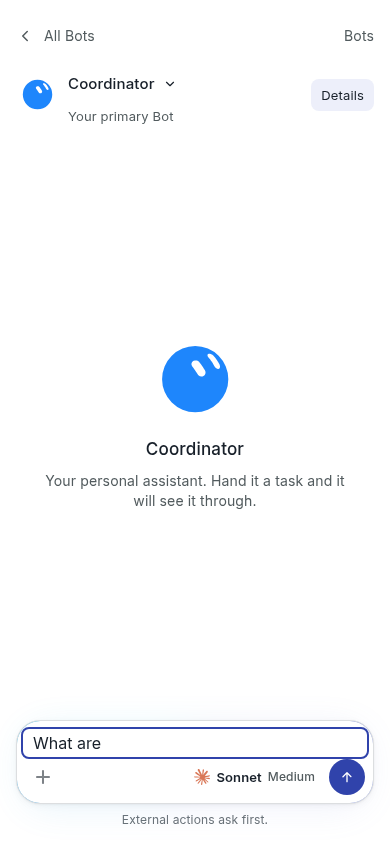 All Bots
Bots
Coordinator
Your primary Bot
Details
Coordinator
Your personal assistant. Hand it a task and it
will see it through.
What are
Sonnet Medium
External actions ask first.